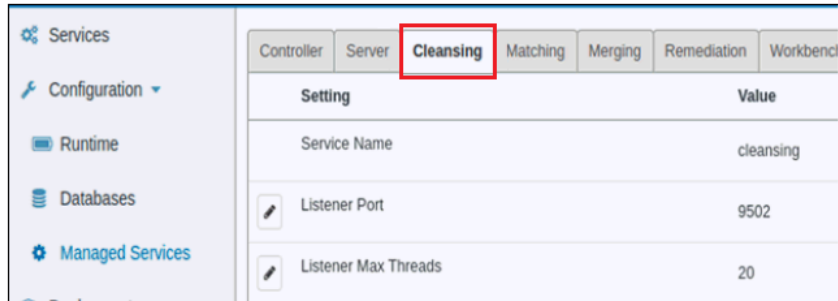 Services
Configuration
Runtime
Databases
Managed Services
Controller Server Cleansing Matching Merging Remediation
Setting Value
Service Name cleansing
Listener Port 9502
Listener Max Threads 20